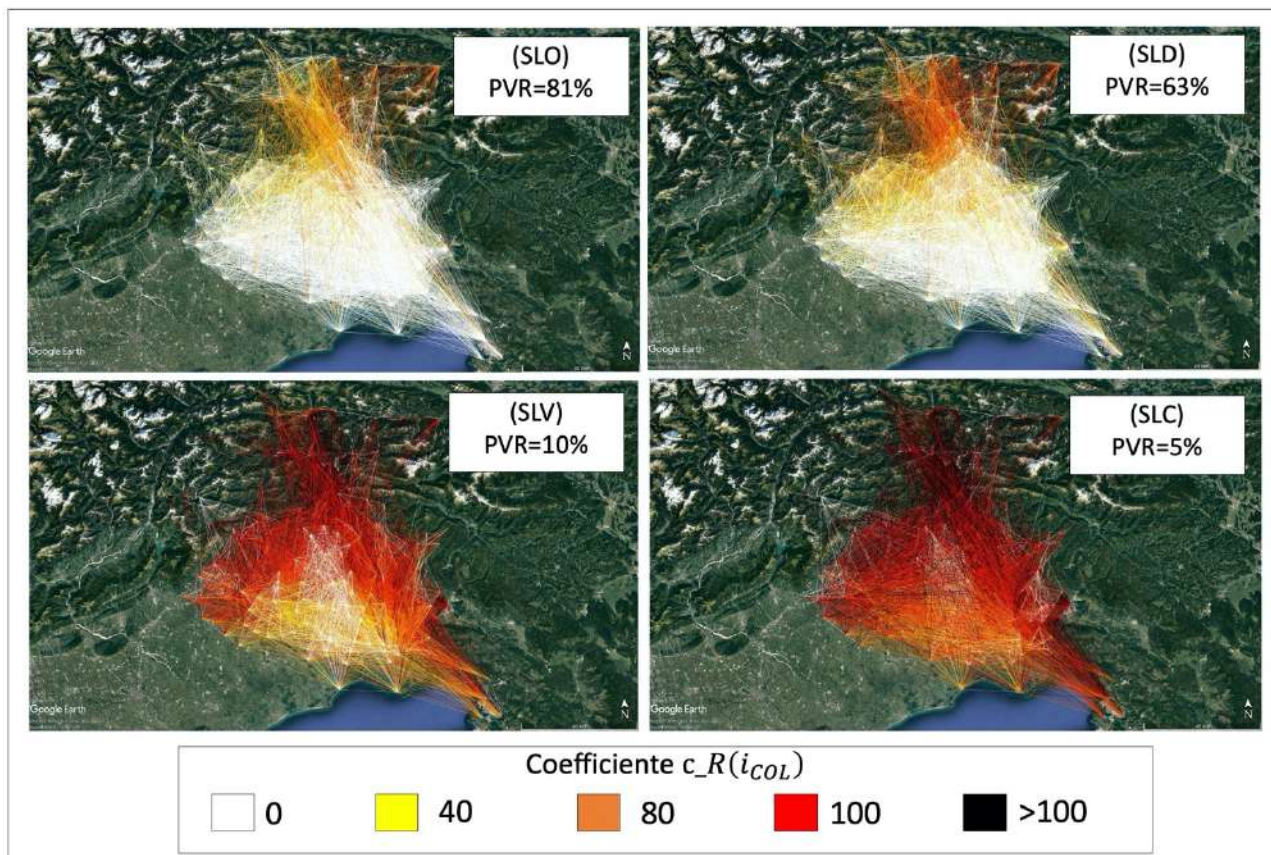 (SLO)
PVR=81%
Google Earth
N
(SLD)
PVR=63%
Google Earth
N
(SLV)
PVR=10%
Google Earth
N
(SLC)
PVR=5%
Google Earth
N
Coefficiente c_R(i_COL)
0
40
80
100
>100